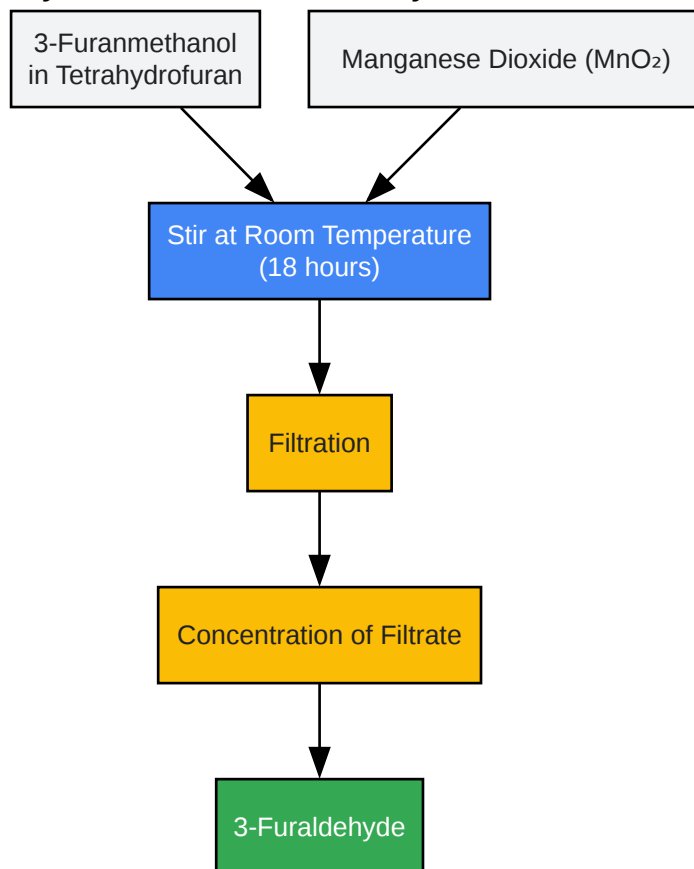 3-Furanmethanol
in Tetrahydrofuran
Manganese Dioxide (MnO₂)
Stir at Room Temperature
(18 hours)
Filtration
Concentration of Filtrate
3-Furaldehyde